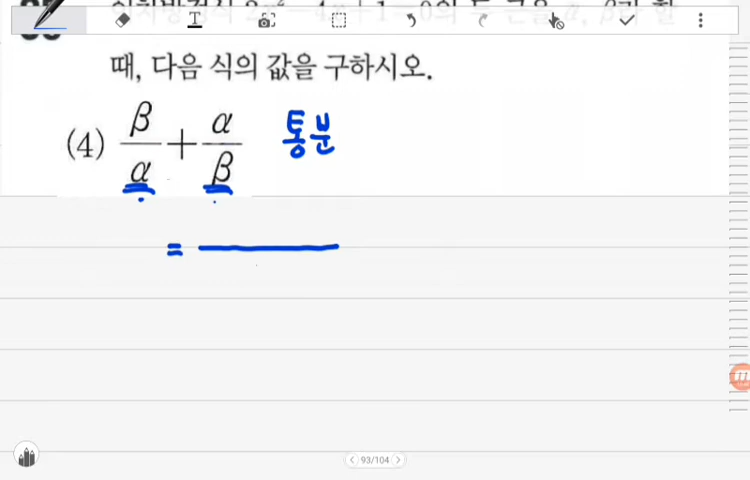 때, 다음 식의 값을 구하시오.
(4) β/α + α/β 통분
=
93/104